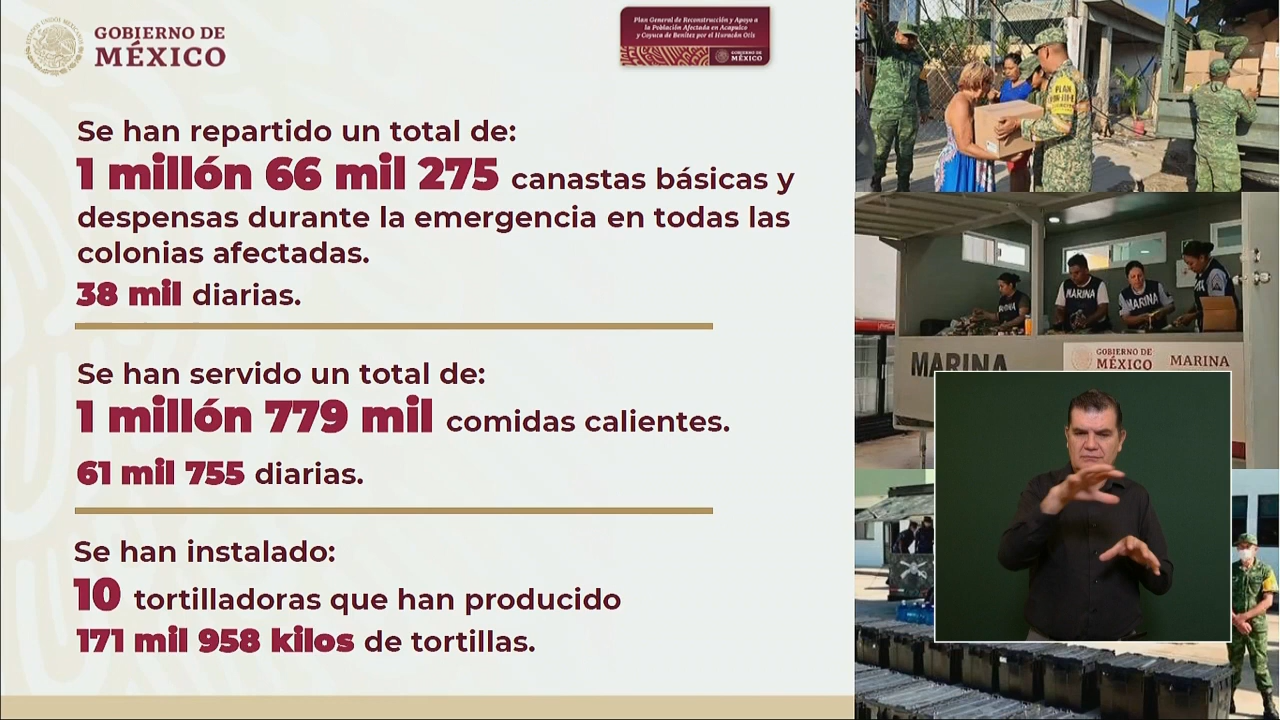 GOBIERNO DE
MÉXICO
Plan General de Reconstrucción y Apoyo a
la Población Afectada en Acapulco
y Coyuca de Benítez por el Huracán Otis
GOBIERNO DE
MÉXICO
Se han repartido un total de:
1 millón 66 mil 275 canastas básicas y
despensas durante la emergencia en todas las
colonias afectadas.
38 mil diarias.
Se han servido un total de:
1 millón 779 mil comidas calientes.
61 mil 755 diarias.
Se han instalado:
10 tortilladoras que han producido
171 mil 958 kilos de tortillas.
PLAN
MARINA
MARINA
MARINA
MARINA
GOBIERNO DE
MÉXICO
MARINA